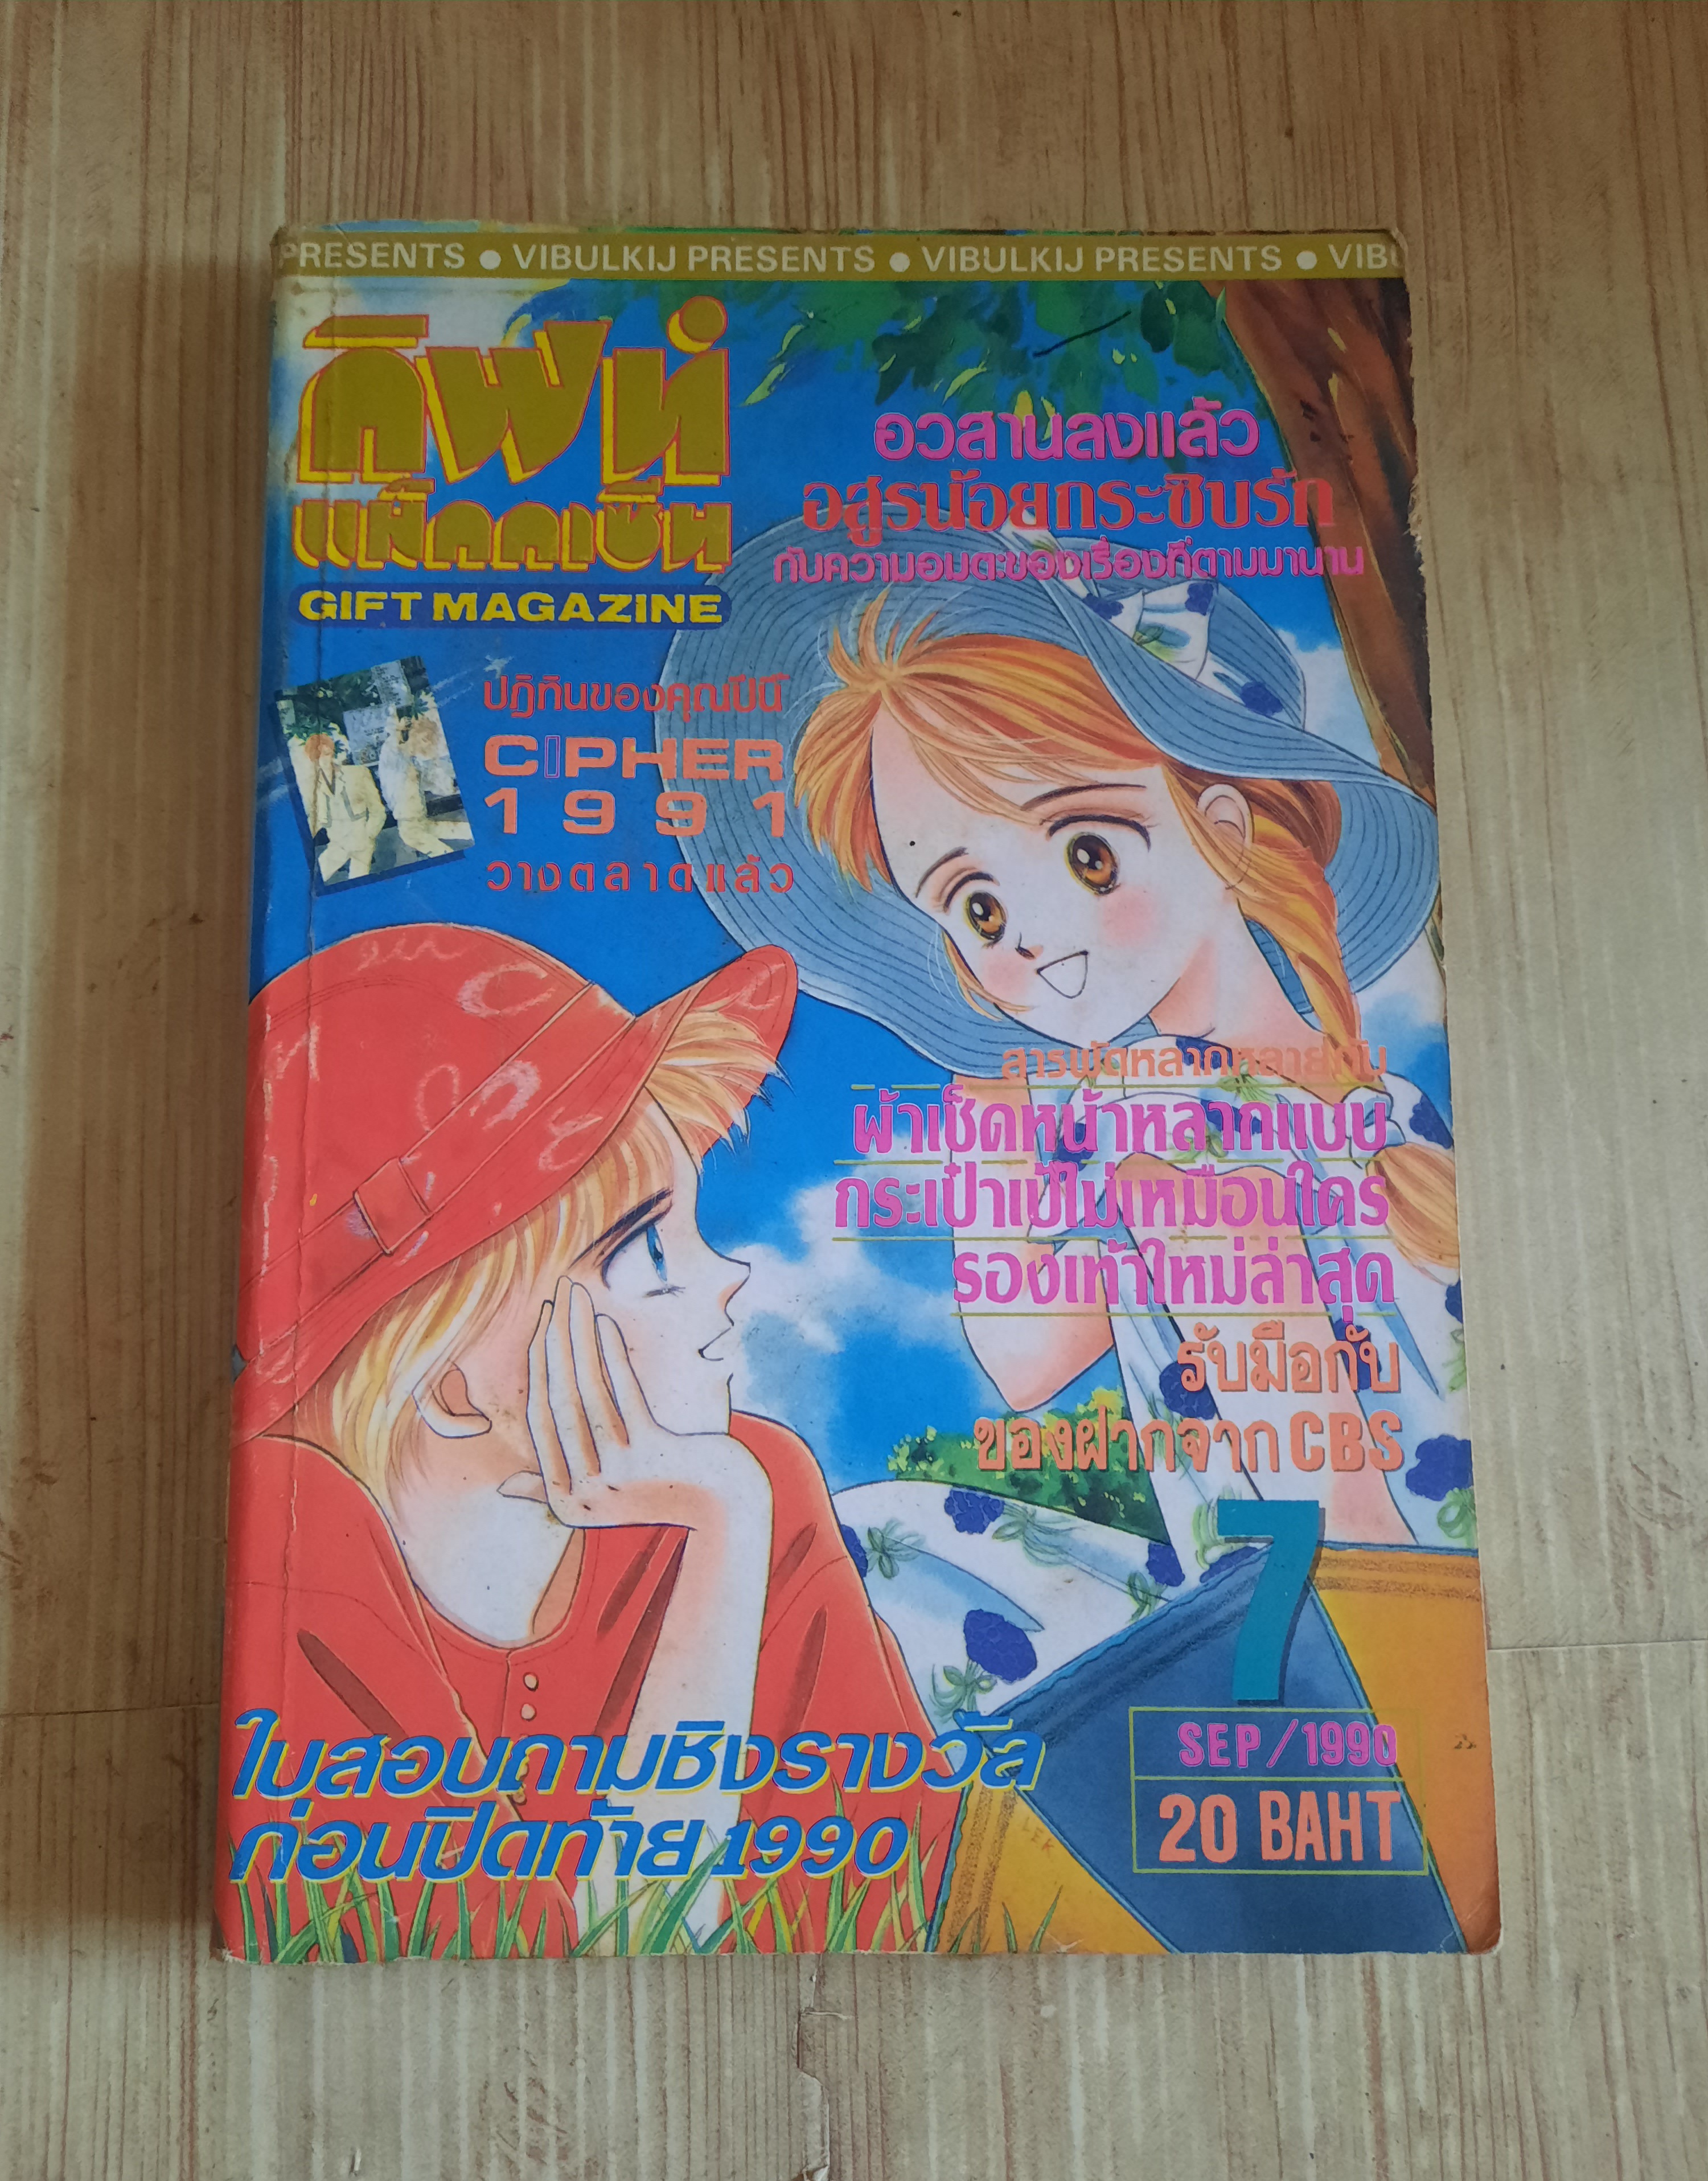 PRESENTS ● VIBULKIJ PRESENTS ● VIBULKIJ PRESENTS ● VIBU
กิฟท์
แม็กกาซีน
GIFT MAGAZINE
อวสานลงแล้ว
อสูรน้อยกระซิบรัก
กับความอมตะของเรื่องที่ตามมานาน
ปฏิทินของคุณปีนี้
CIPHER
1991
วางตลาดแล้ว
สารพัดหลากหลายกับ
ผ้าเช็ดหน้าหลากแบบ
กระเป๋าเป้ไม่เหมือนใคร
รองเท้าใหม่ล่าสุด
รับมือกับ
ของฝากจาก CBS
7
SEP/1990
20 BAHT
ใบสอบถามชิงรางวัล
ก่อนปิดท้าย 1990